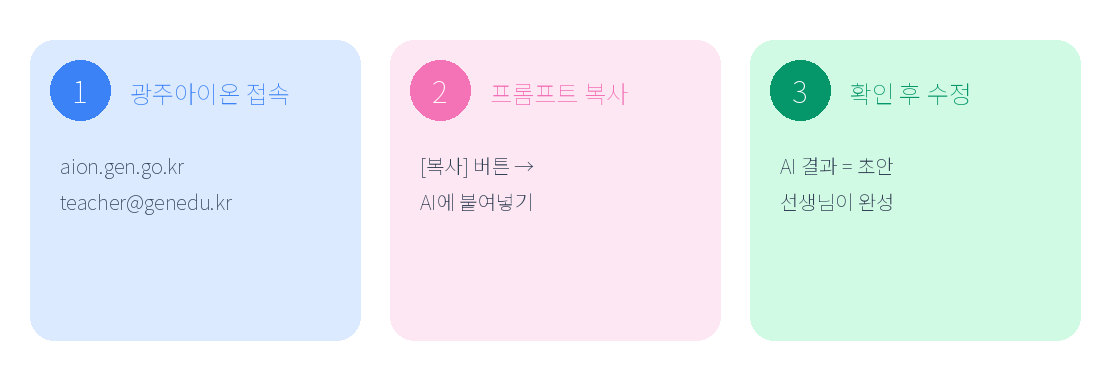 1 광주아이온 접속
aion.gen.go.kr
teacher@genedu.kr
2 프롬프트 복사
[복사] 버튼 →
AI에 붙여넣기
3 확인 후 수정
AI 결과 = 초안
선생님이 완성